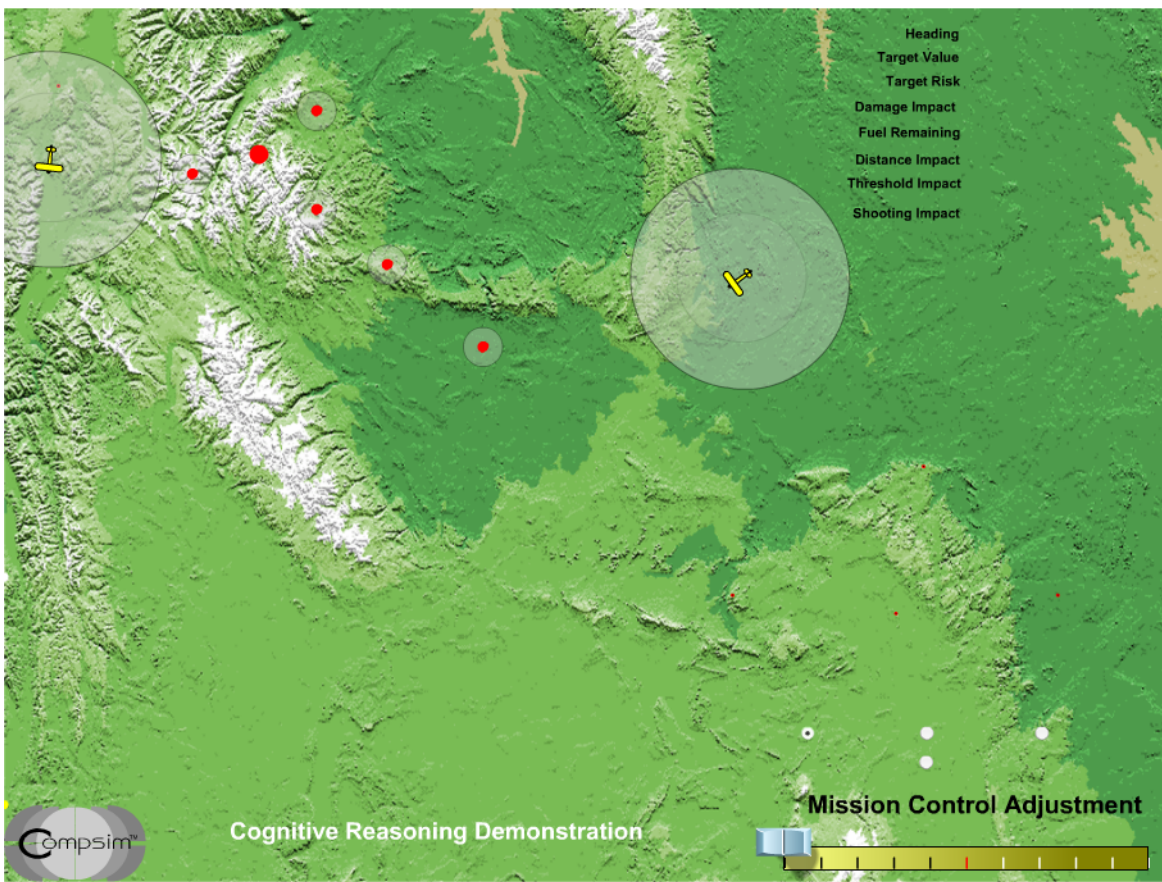 Heading
Target Value
Target Risk
Damage Impact
Fuel Remaining
Distance Impact
Threshold Impact
Shooting Impact
Mission Control Adjustment
Cognitive Reasoning Demonstration
Compsim™